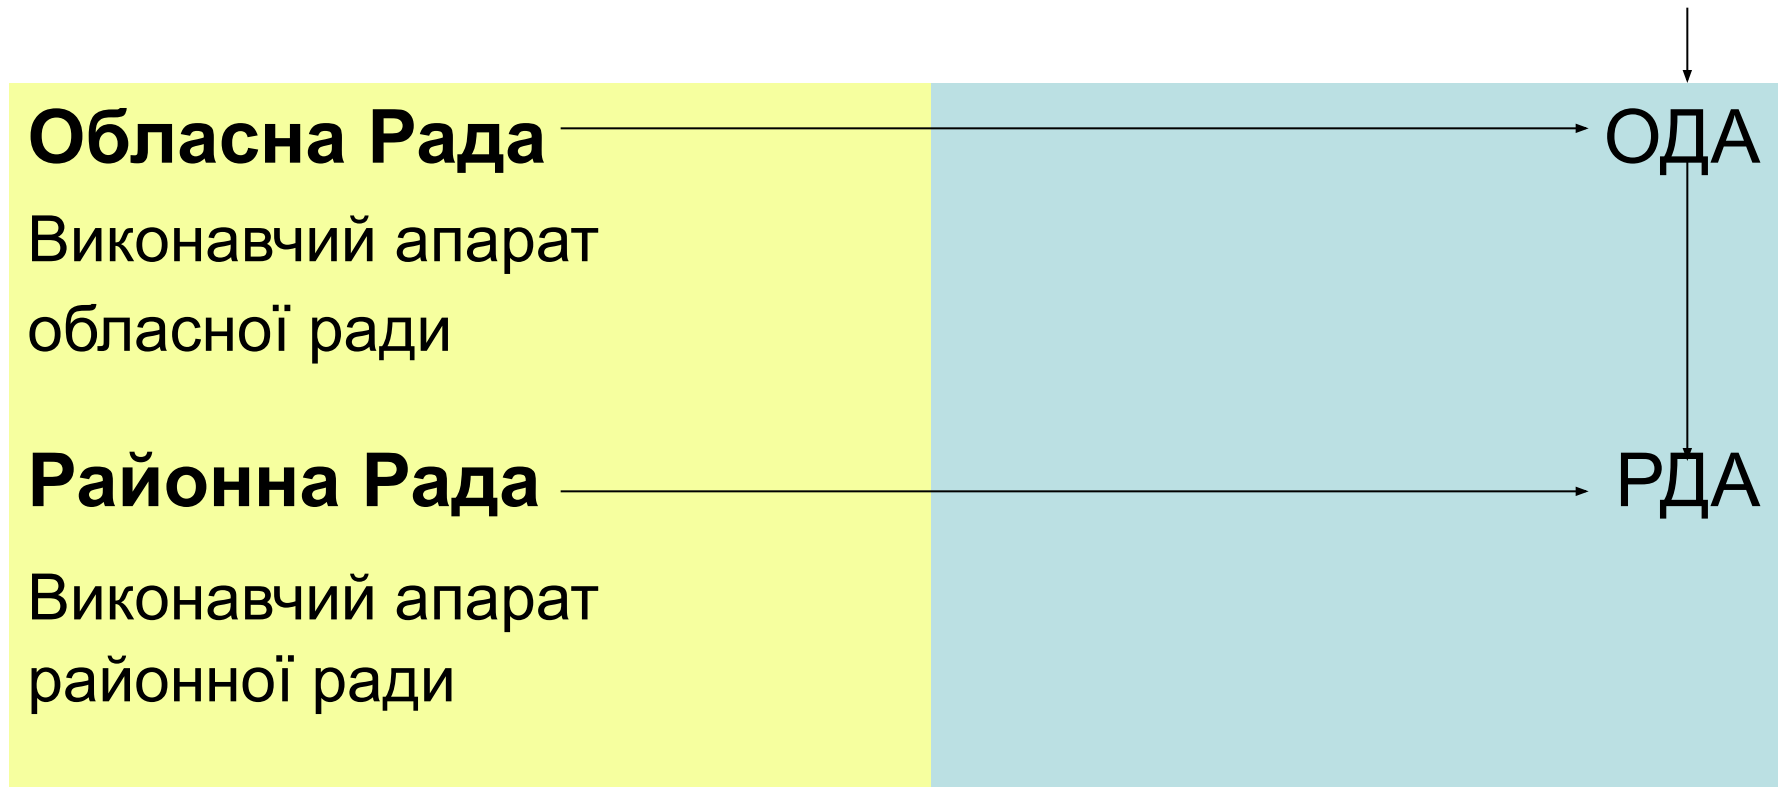 Обласна Рада ОДА
Виконавчий апарат
обласної ради
Районна Рада РДА
Виконавчий апарат
районної ради